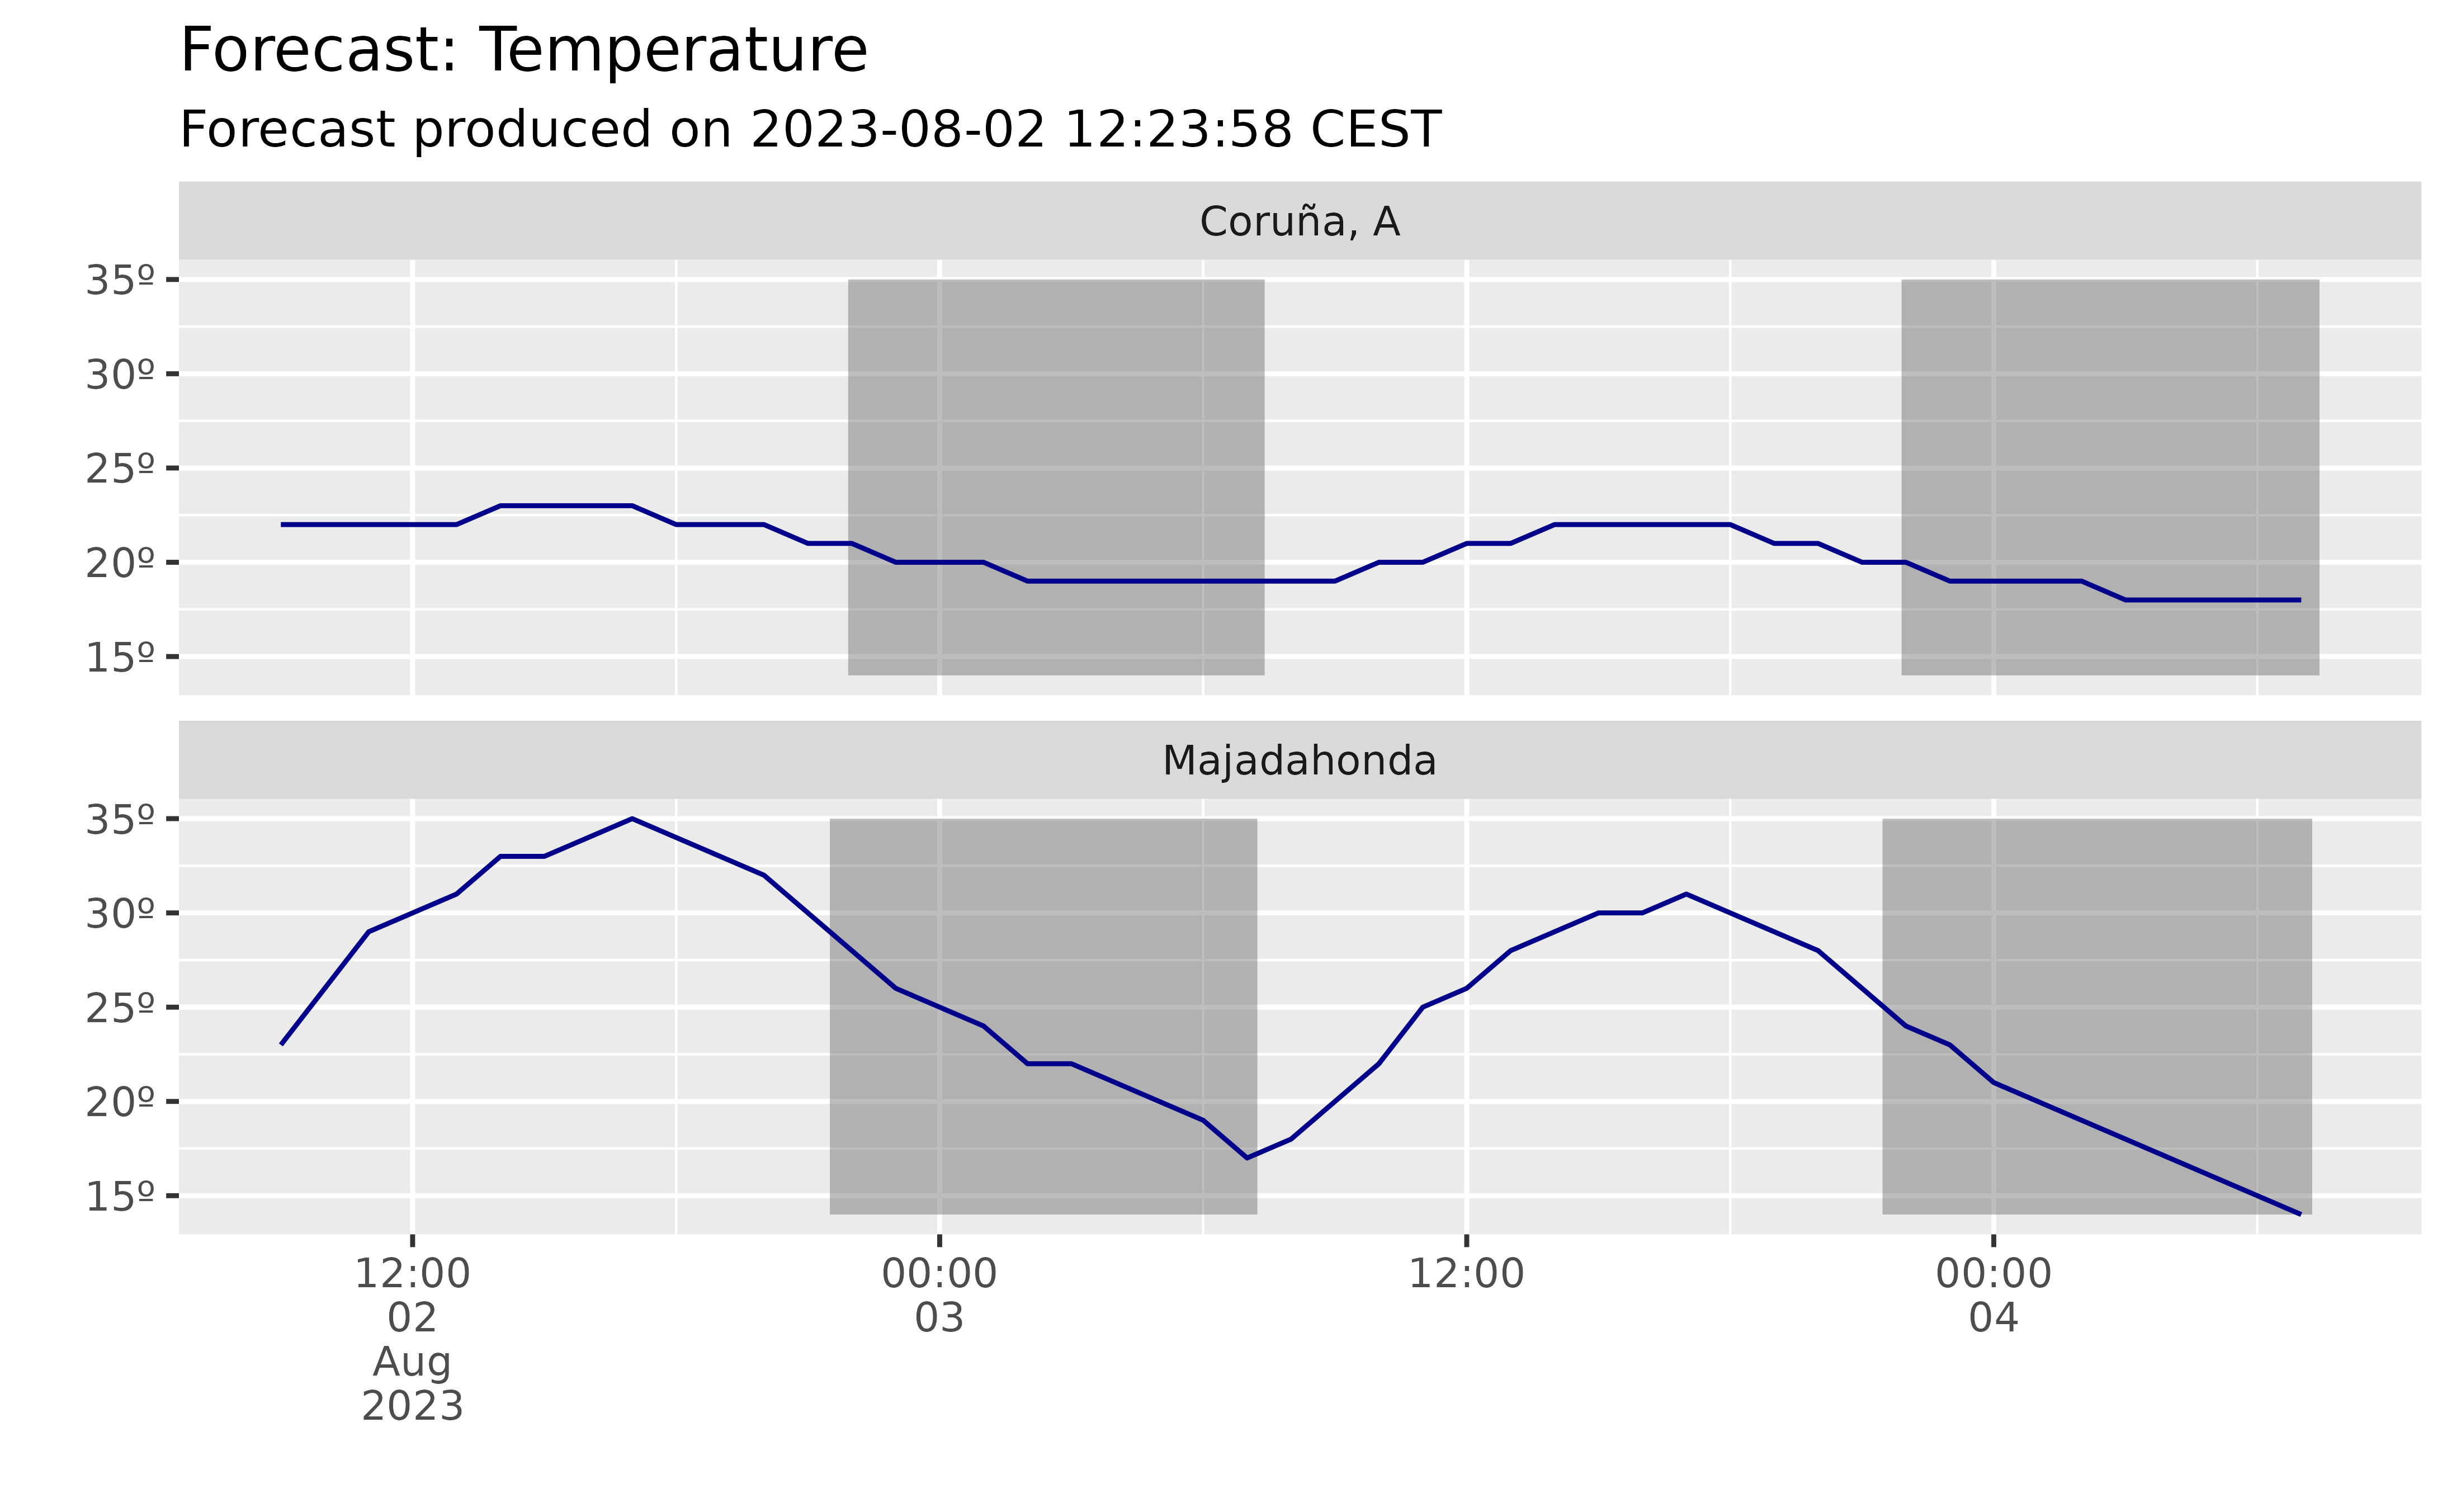 Forecast: Temperature
Forecast produced on 2023-08-02 12:23:58 CEST
Coruña, A
35º
30º
25º
20º
15º
Majadahonda
35º
30º
25º
20º
15º
12:00 00:00 12:00 00:00
02 03 04
Aug
2023